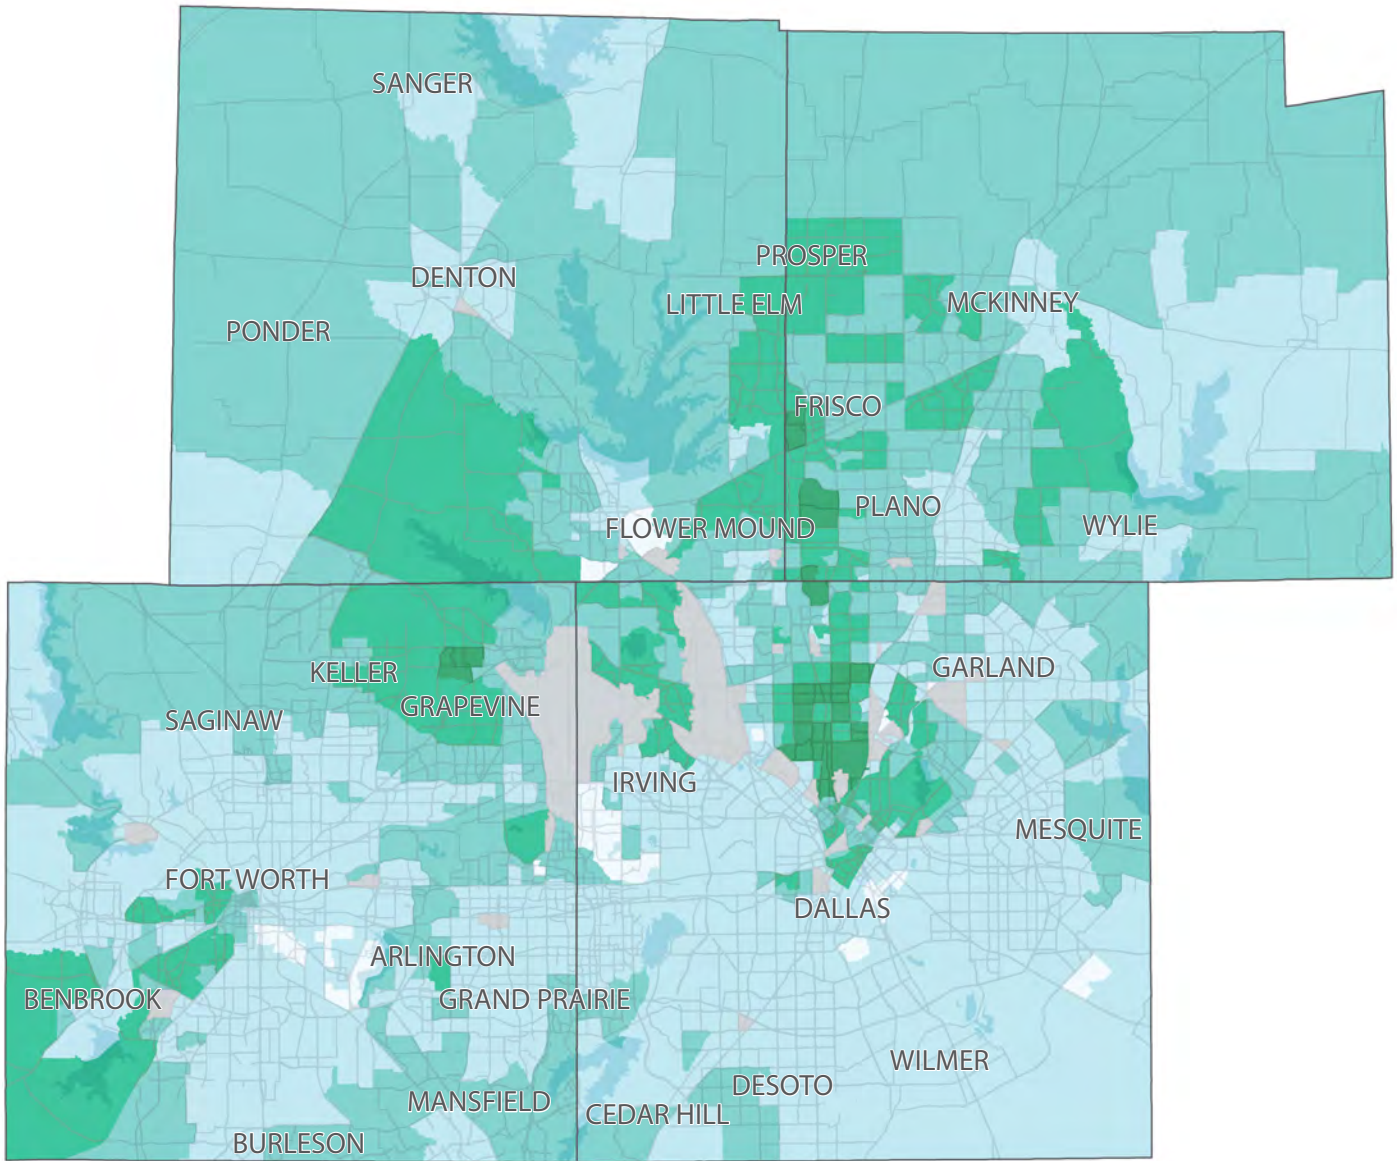 SANGER
PROSPER
DENTON
LITTLE ELM
MCKINNEY
PONDER
FRISCO
PLANO
FLOWER MOUND
WYLIE
KELLER
GARLAND
GRAPEVINE
SAGINAW
IRVING
MESQUITE
FORT WORTH
DALLAS
ARLINGTON
BENBROOK
GRAND PRAIRIE
WILMER
DESOTO
MANSFIELD
CEDAR HILL
BURLESON